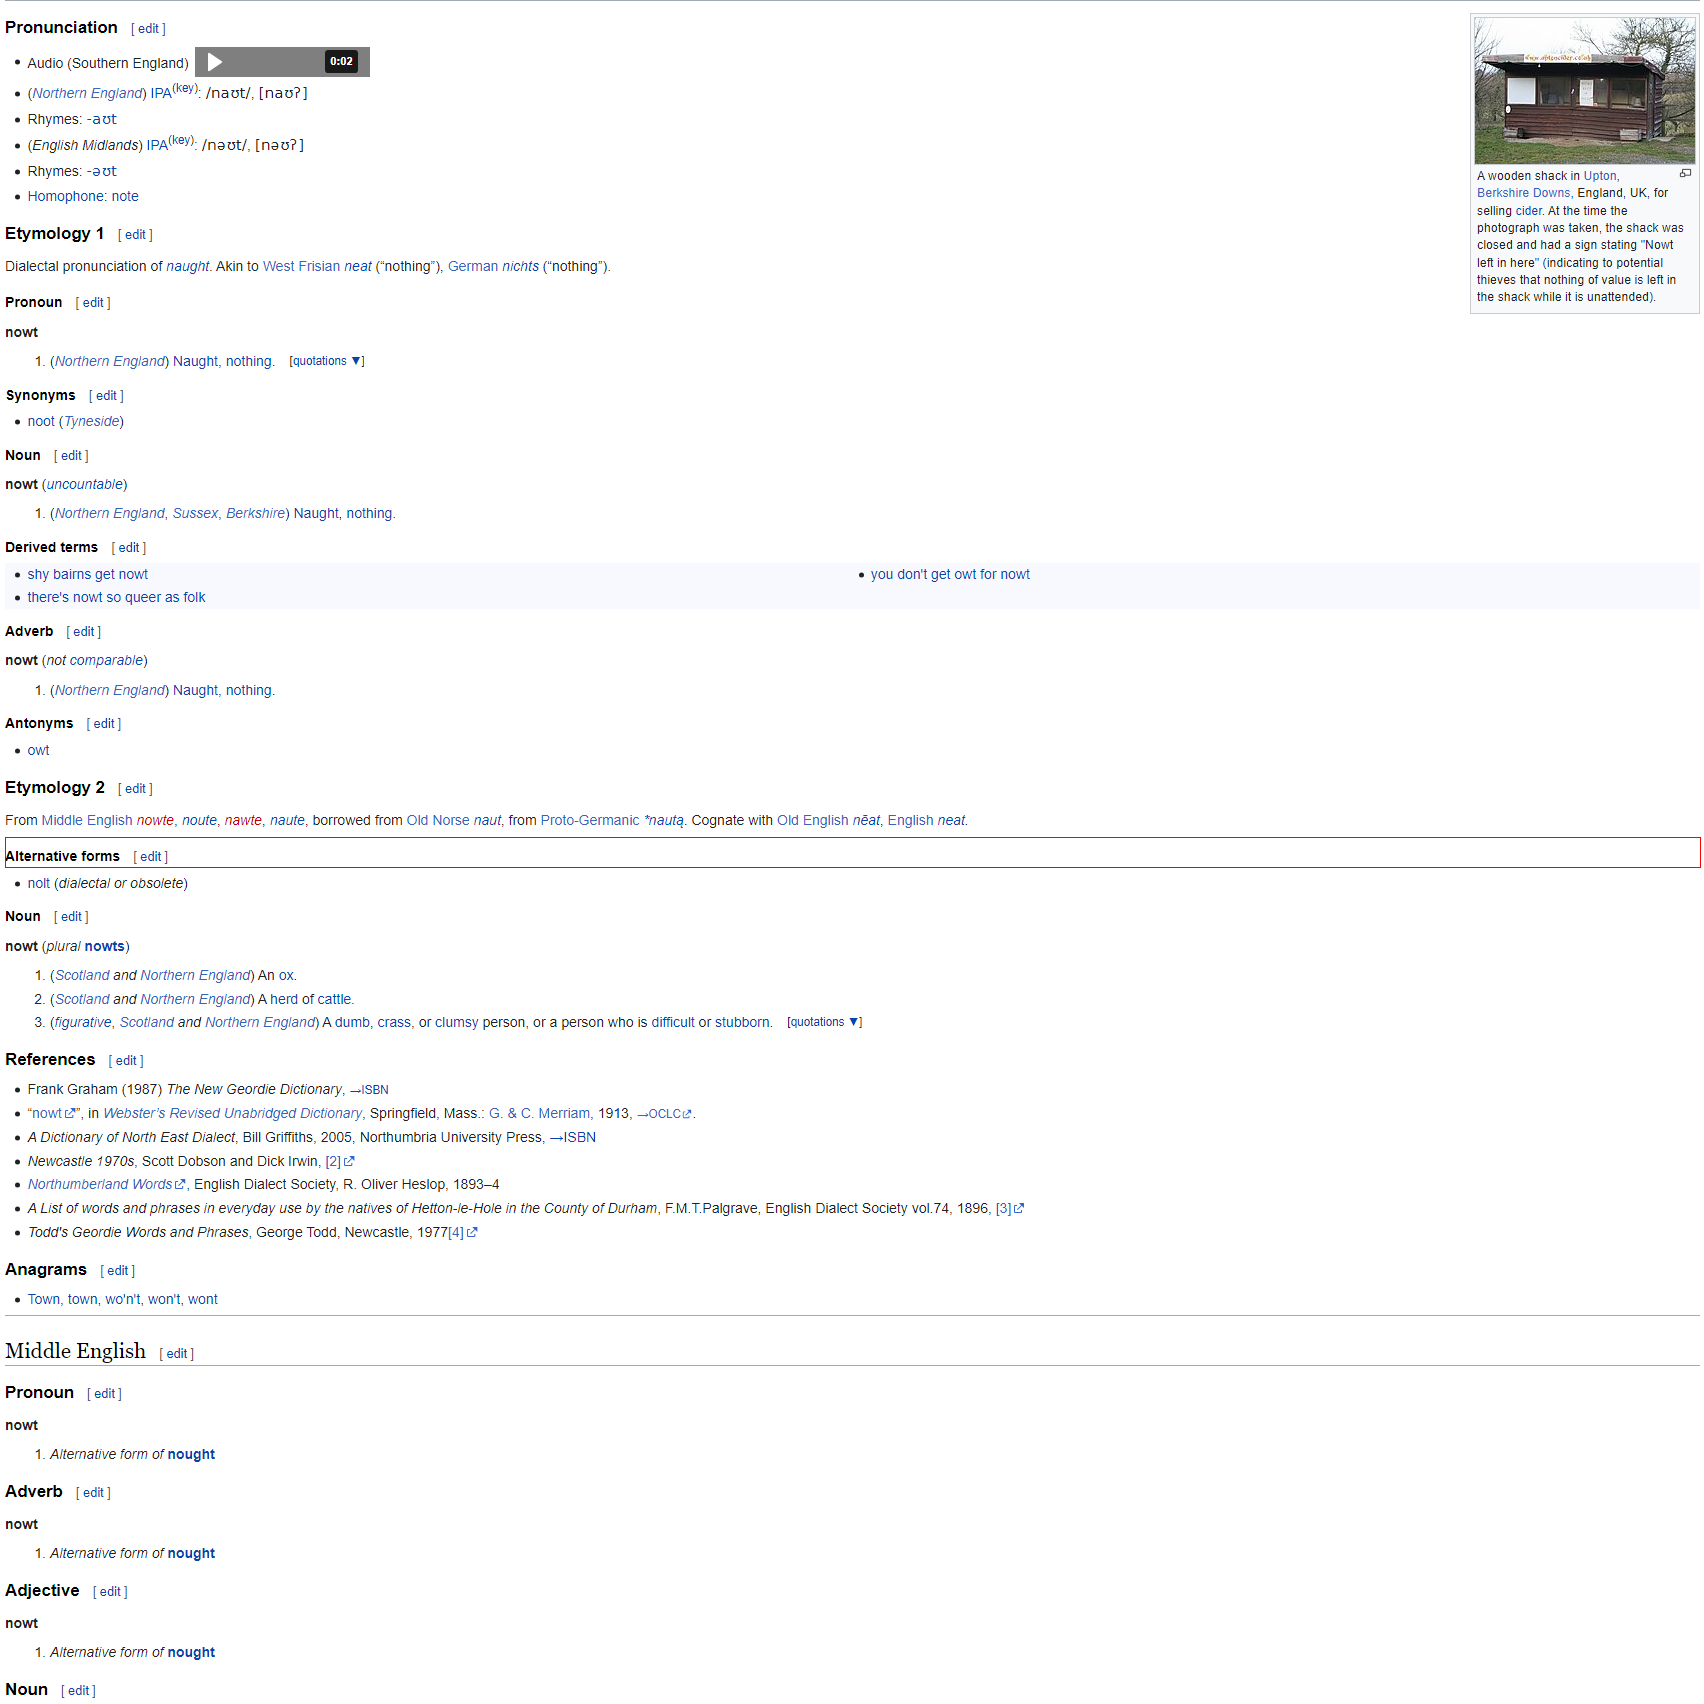 Pronunciation [ edit ]
Audio (Southern England) 0:02
(Northern England) IPA(key): /naʊt/, [naʊʔ]
Rhymes: -aʊt
(English Midlands) IPA(key): /nəʊt/, [nəʊʔ]
Rhymes: -əʊt
Homophone: note
www.uptoncider.co.uk
A wooden shack in Upton,
Berkshire Downs, England, UK, for
selling cider. At the time the
photograph was taken, the shack was
closed and had a sign stating "Nowt
left in here" (indicating to potential
thieves that nothing of value is left in
the shack while it is unattended).
Etymology 1 [ edit ]
Dialectal pronunciation of naught. Akin to West Frisian neat (“nothing”), German nichts (“nothing”).
Pronoun [ edit ]
nowt
1. (Northern England) Naught, nothing. [quotations ▼]
Synonyms [ edit ]
noot (Tyneside)
Noun [ edit ]
nowt (uncountable)
1. (Northern England, Sussex, Berkshire) Naught, nothing.
Derived terms [ edit ]
shy bairns get nowt
there's nowt so queer as folk
you don't get owt for nowt
Adverb [ edit ]
nowt (not comparable)
1. (Northern England) Naught, nothing.
Antonyms [ edit ]
owt
Etymology 2 [ edit ]
From Middle English nowte, noute, nawte, naute, borrowed from Old Norse naut, from Proto-Germanic *nautą. Cognate with Old English nēat, English neat.
Alternative forms [ edit ]
nolt (dialectal or obsolete)
Noun [ edit ]
nowt (plural nowts)
1. (Scotland and Northern England) An ox.
2. (Scotland and Northern England) A herd of cattle.
3. (figurative, Scotland and Northern England) A dumb, crass, or clumsy person, or a person who is difficult or stubborn. [quotations ▼]
References [ edit ]
Frank Graham (1987) The New Geordie Dictionary, →ISBN
“nowt”, in Webster’s Revised Unabridged Dictionary, Springfield, Mass.: G. & C. Merriam, 1913, →OCLC.
A Dictionary of North East Dialect, Bill Griffiths, 2005, Northumbria University Press, →ISBN
Newcastle 1970s, Scott Dobson and Dick Irwin, [2]
Northumberland Words, English Dialect Society, R. Oliver Heslop, 1893–4
A List of words and phrases in everyday use by the natives of Hetton-le-Hole in the County of Durham, F.M.T.Palgrave, English Dialect Society vol.74, 1896, [3]
Todd's Geordie Words and Phrases, George Todd, Newcastle, 1977[4]
Anagrams [ edit ]
Town, town, wo'n't, won't, wont
Middle English [ edit ]
Pronoun [ edit ]
nowt
1. Alternative form of nought
Adverb [ edit ]
nowt
1. Alternative form of nought
Adjective [ edit ]
nowt
1. Alternative form of nought
Noun [ edit ]